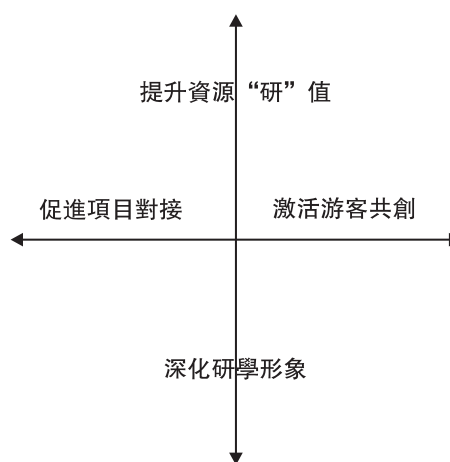 提升資源“研”值
促進項目對接
激活游客共創
深化研學形象